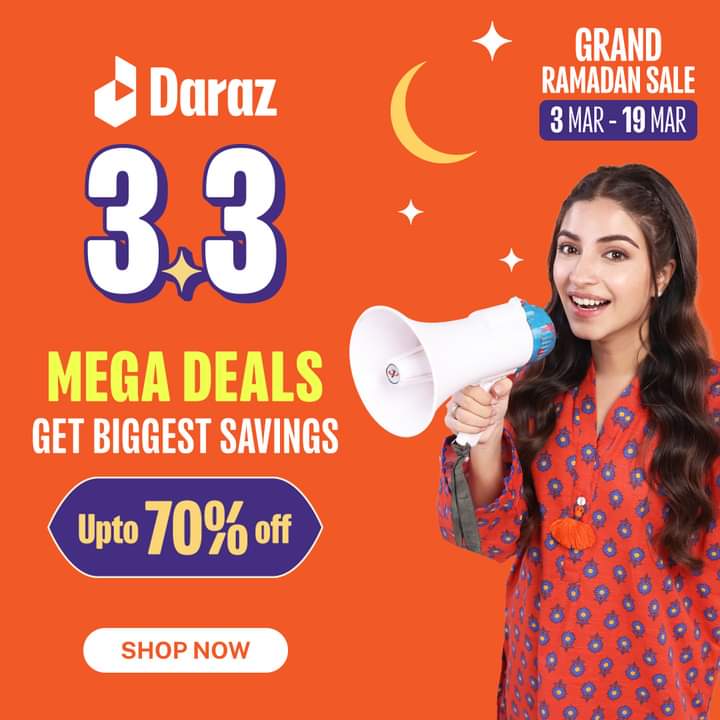 Daraz
3.3
MEGA DEALS
GET BIGGEST SAVINGS
Upto 70% off
SHOP NOW
GRAND
RAMADAN SALE
3 MAR - 19 MAR